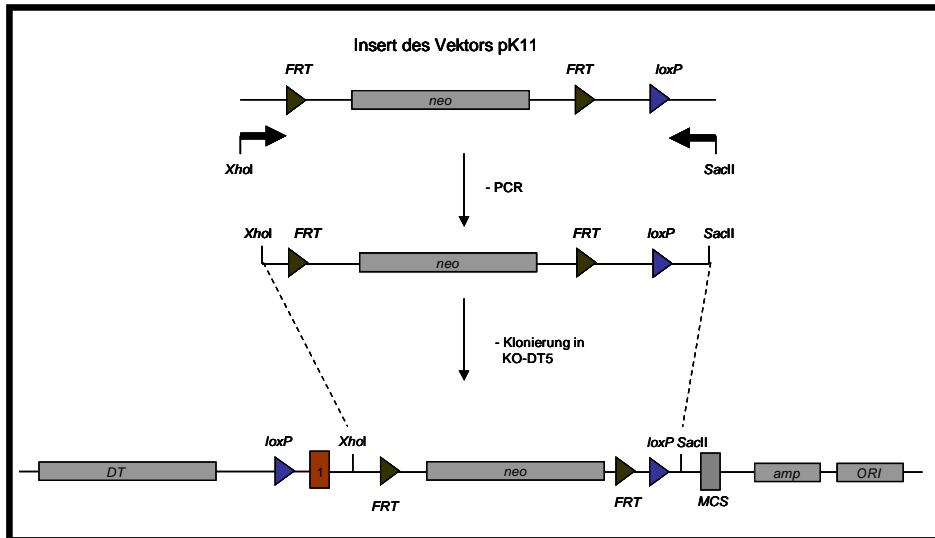 Insert des Vektors pK11
FRT FRT loxP
neo
XhoI SacII
- PCR
XhoI FRT FRT loxP SacII
neo
- Klonierung in
KO-DT5
loxP XhoI loxP SacII
DT 1 neo amp ORI
FRT FRT MCS